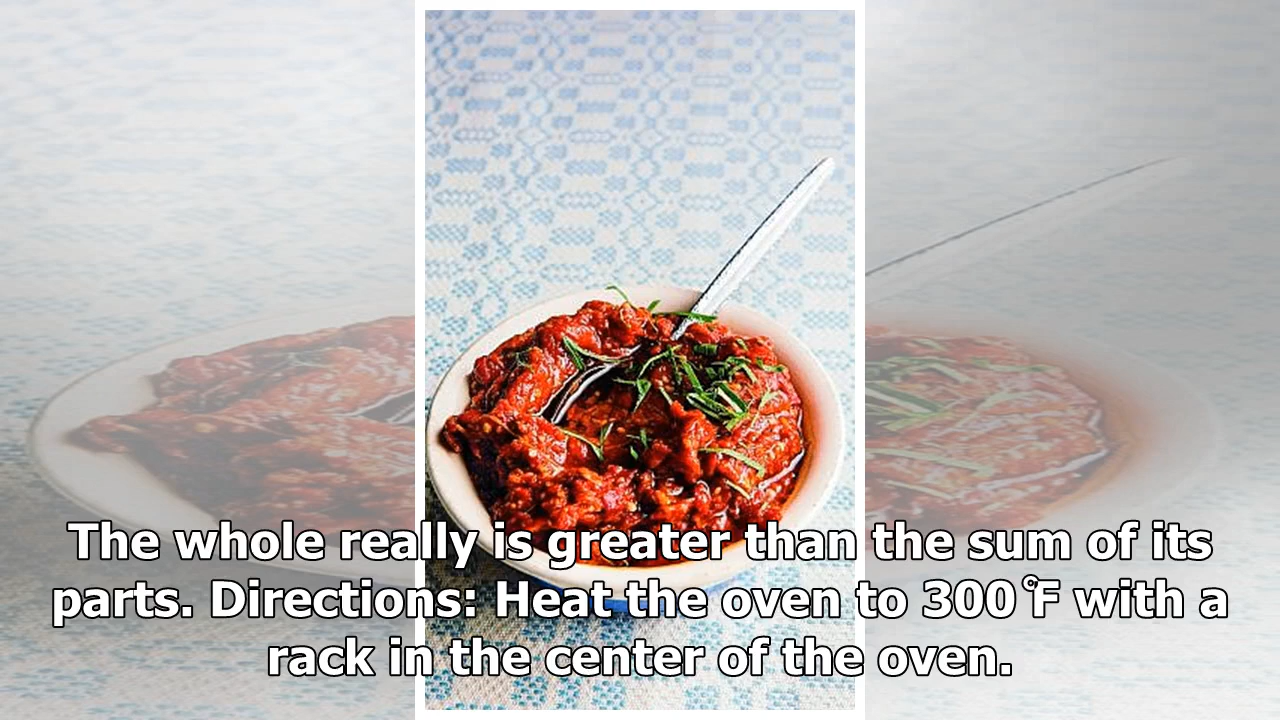 The whole really is greater than the sum of its
parts. Directions: Heat the oven to 300°F with a
rack in the center of the oven.